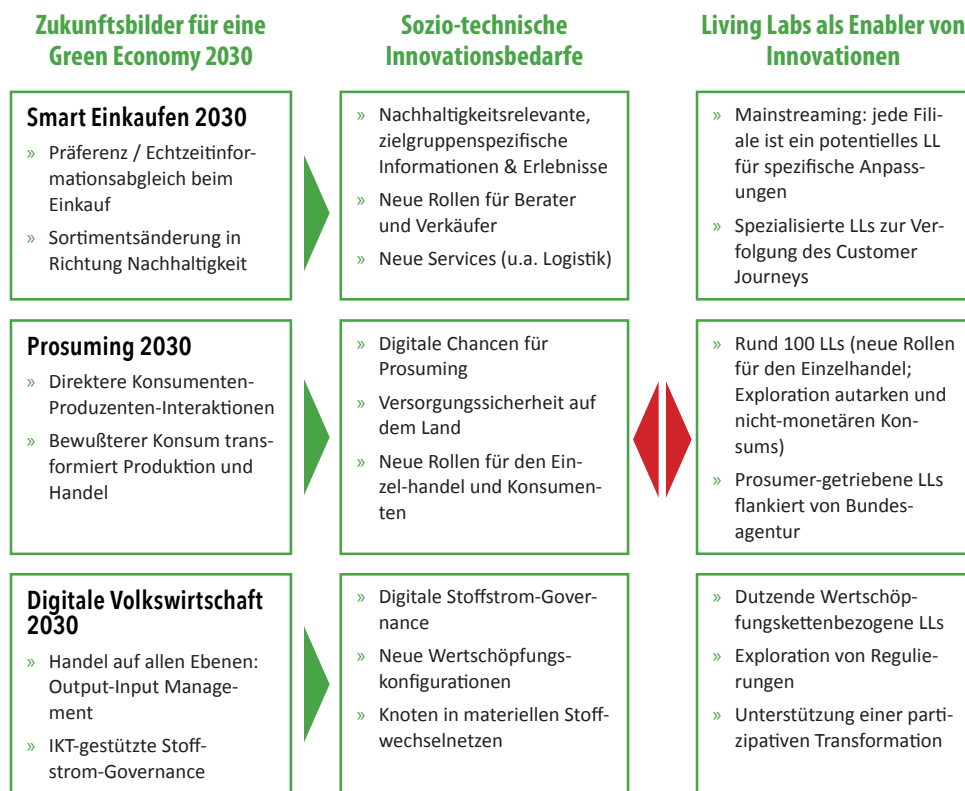 Zukunftsbilder für eine
Green Economy 2030
Sozio-technische
Innovationsbedarfe
Living Labs als Enabler von
Innovationen
Smart Einkaufen 2030
» Präferenz / Echtzeitinfor-
mationsabgleich beim
Einkauf
» Sortimentsänderung in
Richtung Nachhaltigkeit
» Nachhaltigkeitsrelevante,
zielgruppenspezifische
Informationen & Erlebnisse
» Neue Rollen für Berater
und Verkäufer
» Neue Services (u.a. Logistik)
» Mainstreaming: jede Fili-
ale ist ein potentielles LL
für spezifische Anpass-
ungen
» Spezialisierte LLs zur Ver-
folgung des Customer
Journeys
Prosuming 2030
» Direktere Konsumenten-
Produzenten-Interaktionen
» Bewußterer Konsum trans-
formiert Produktion und
Handel
» Digitale Chancen für
Prosuming
» Versorgungssicherheit auf
dem Land
» Neue Rollen für den Ein-
zel-handel und Konsumen-
ten
» Rund 100 LLs (neue Rollen
für den Einzelhandel;
Exploration autarken und
nicht-monetären Kon-
sums)
» Prosumer-getriebene LLs
flankiert von Bundes-
agentur
Digitale Volkswirtschaft
2030
» Handel auf allen Ebenen:
Output-Input Manage-
ment
» IKT-gestützte Stoff-
strom-Governance
» Digitale Stoffstrom-Gover-
nance
» Neue Wertschöpfungs-
konfigurationen
» Knoten in materiellen Stoff-
wechselnetzen
» Dutzende Wertschöp-
fungskettenbezogene LLs
» Exploration von Regulie-
rungen
» Unterstützung einer parti-
zipativen Transformation